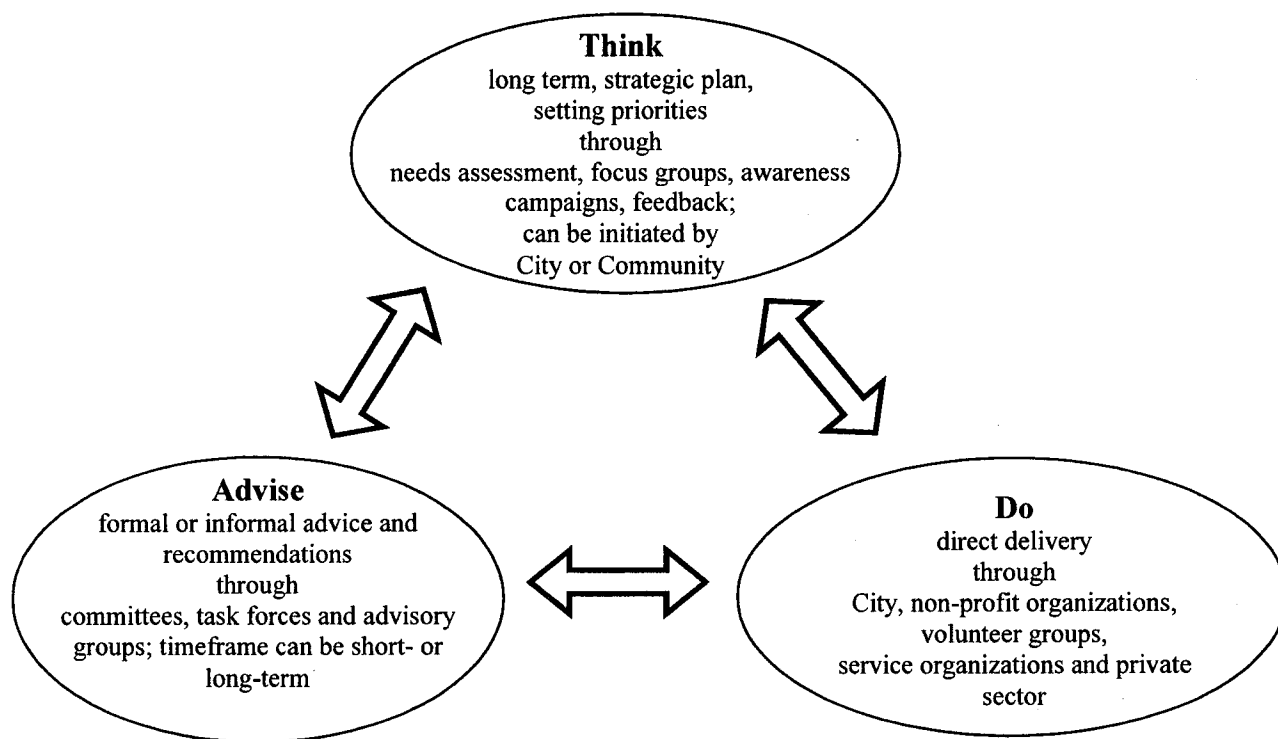 Think
long term, strategic plan,
setting priorities
through
needs assessment, focus groups, awareness
campaigns, feedback;
can be initiated by
City or Community
Advise
formal or informal advice and
recommendations
through
committees, task forces and advisory
groups; timeframe can be short- or
long-term
Do
direct delivery
through
City, non-profit organizations,
volunteer groups,
service organizations and private
sector